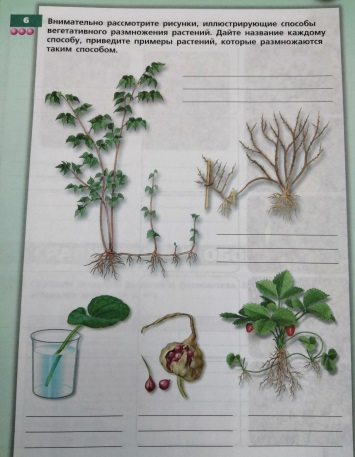 6
Внимательно рассмотрите рисунки, иллюстрирующие способы
вегетативного размножения растений. Дайте название каждому
способу, приведите примеры растений, которые размножаются
таким способом.